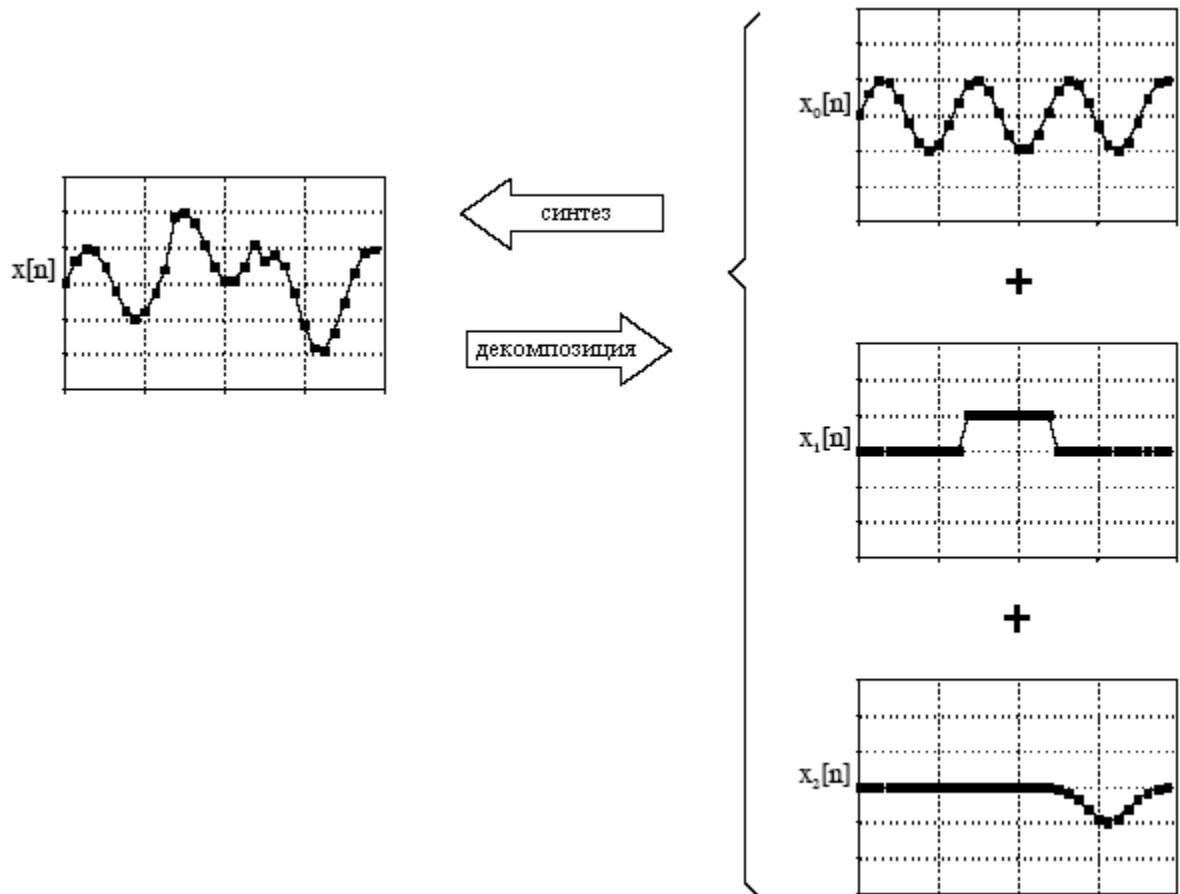 x₀[n]
синтез
x[n]
+
декомпозиция
x₁[n]
+
x₂[n]